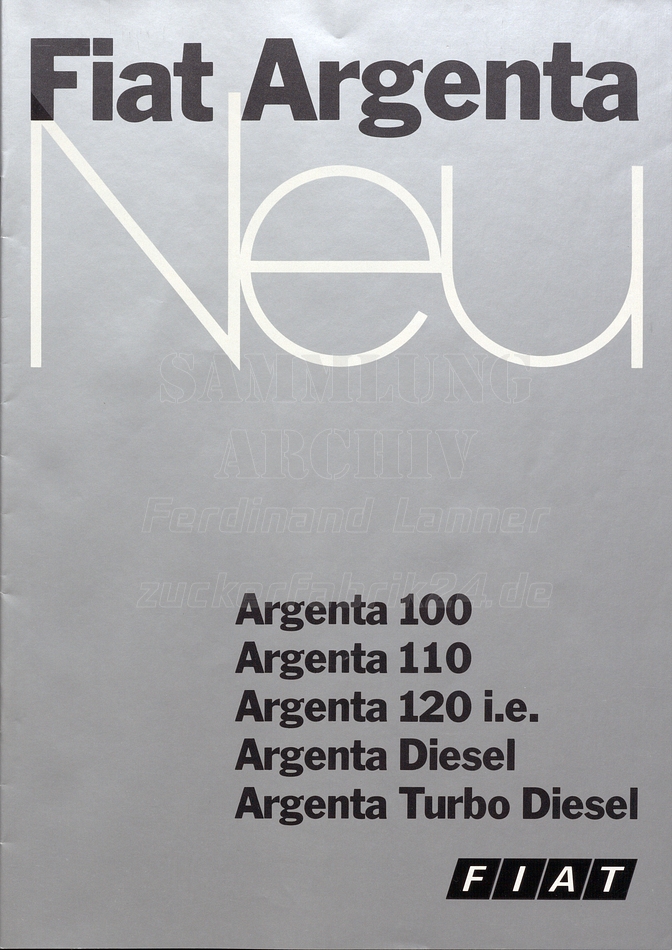 Fiat Argenta
Neu
SAMMLUNG
ARCHIV
Ferdinand Lanner
zuckerfabrik24.de
Argenta 100
Argenta 110
Argenta 120 i.e.
Argenta Diesel
Argenta Turbo Diesel
FIAT